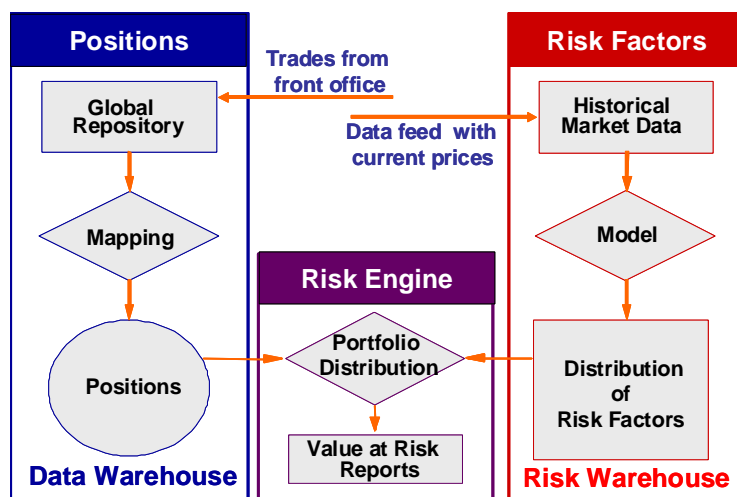 Positions
Global
Repository
Mapping
Positions
Data Warehouse
Trades from
front office
Data feed with
current prices
Risk Engine
Portfolio
Distribution
Value at Risk
Reports
Risk Factors
Historical
Market Data
Model
Distribution
of
Risk Factors
Risk Warehouse